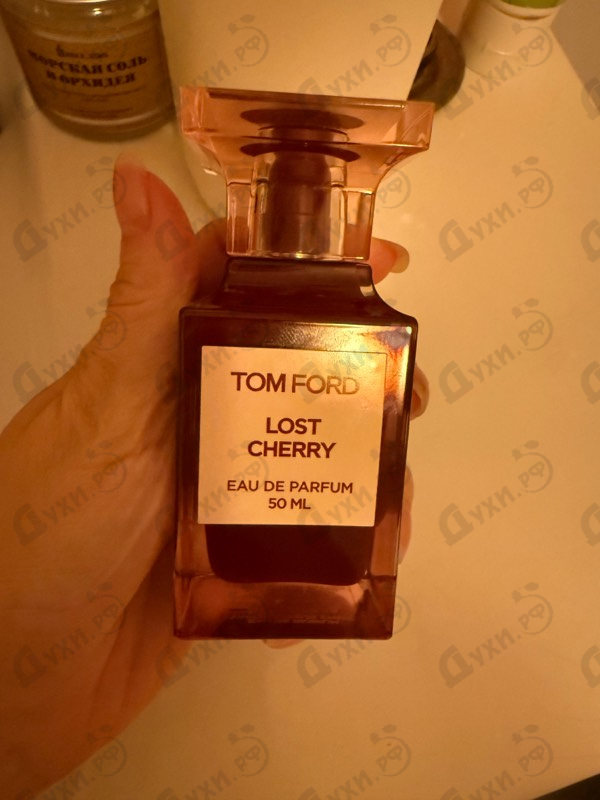 МОРСКАЯ СОЛЬ
И ОРХИДЕЯ
TOM FORD
LOST
CHERRY
EAU DE PARFUM
50 ML
Духи.РФ